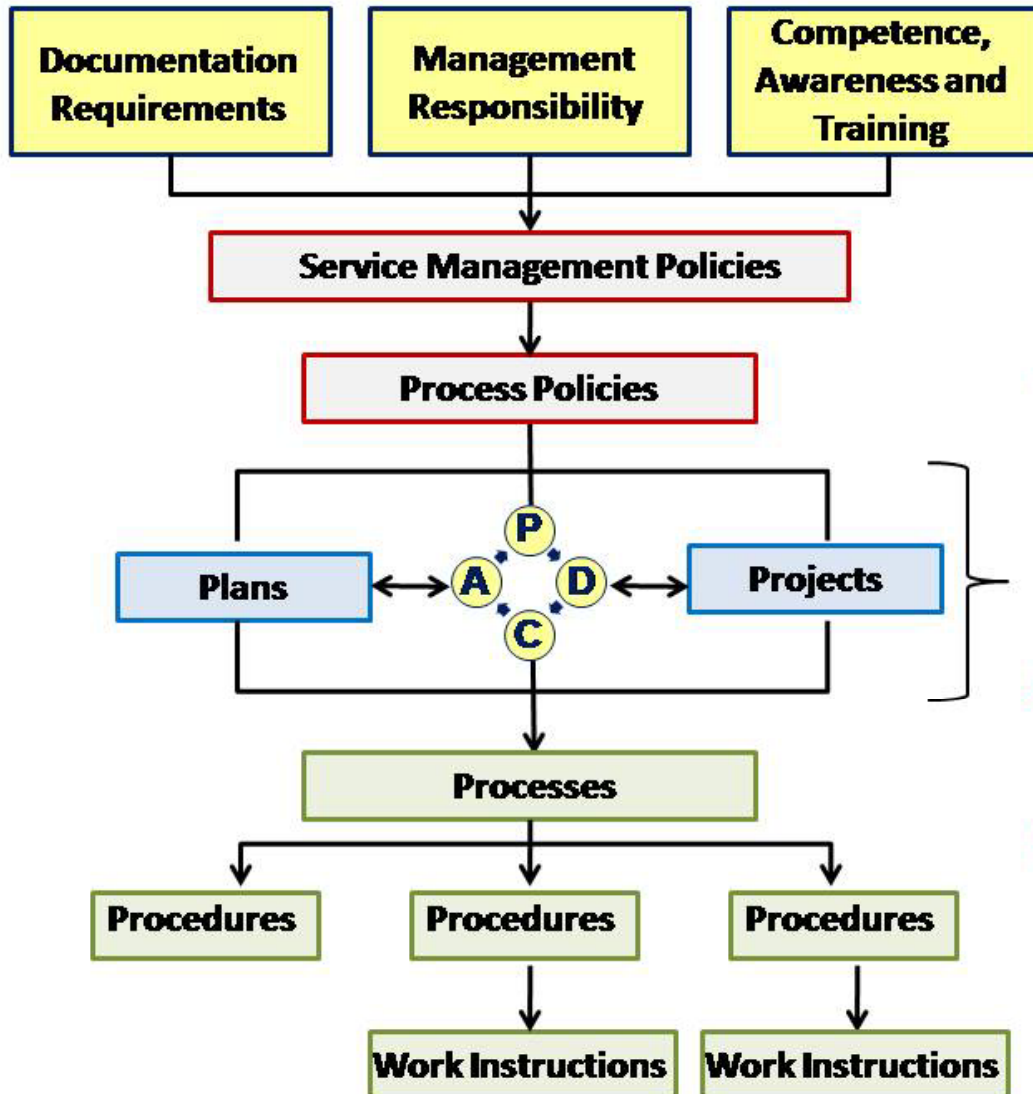 Documentation
Requirements
Management
Responsibility
Competence,
Awareness and
Training
Service Management Policies
Process Policies
P
A
D
C
Plans
Projects
Processes
Procedures
Procedures
Procedures
Work Instructions
Work Instructions